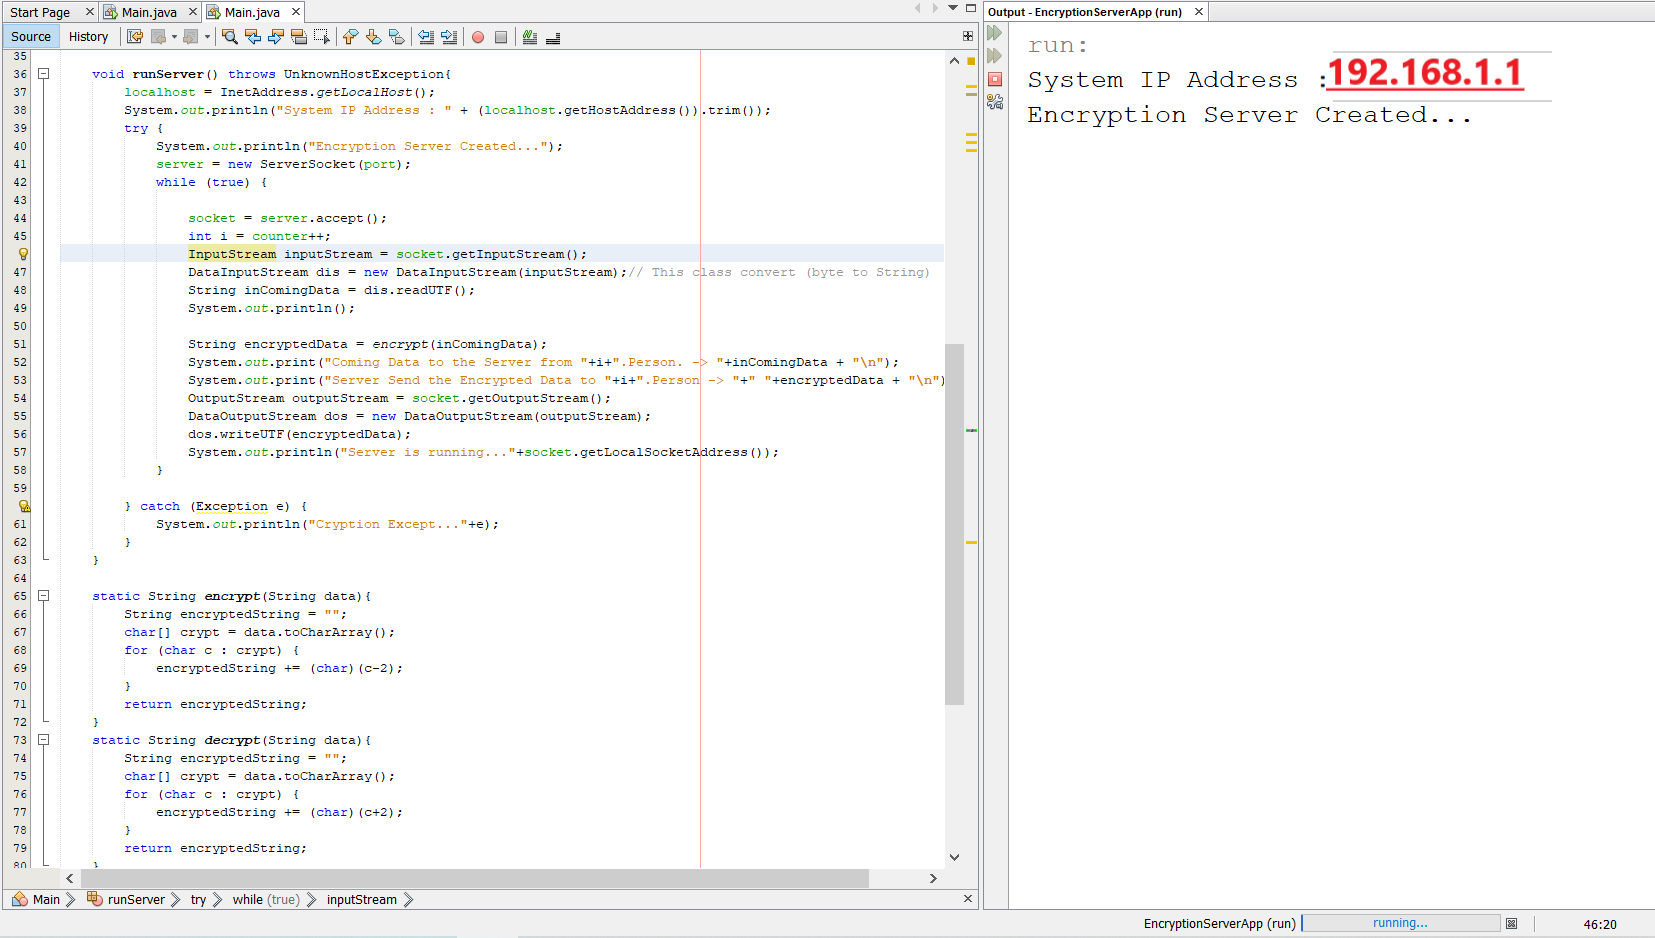 Start Page
Main.java
Main.java
Source History
35
36 void runServer() throws UnknownHostException{
37 localhost = InetAddress.getLocalHost();
38 System.out.println("System IP Address : " + (localhost.getHostAddress()).trim());
39 try {
40 System.out.println("Encryption Server Created...");
41 server = new ServerSocket(port);
42 while (true) {
43
44 socket = server.accept();
45 int i = counter++;
InputStream inputStream = socket.getInputStream();
47 DataInputStream dis = new DataInputStream(inputStream);// This class convert (byte to String)
48 String inComingData = dis.readUTF();
49 System.out.println();
50
51 String encryptedData = encrypt(inComingData);
52 System.out.print("Coming Data to the Server from "+i+".Person. -> "+inComingData + "\n");
53 System.out.print("Server Send the Encrypted Data to "+i+".Person -> "+" "+encryptedData + "\n")
54 OutputStream outputStream = socket.getOutputStream();
55 DataOutputStream dos = new DataOutputStream(outputStream);
56 dos.writeUTF(encryptedData);
57 System.out.println("Server is running..."+socket.getLocalSocketAddress());
58 }
59
} catch (Exception e) {
61 System.out.println("Cryption Except..."+e);
62 }
63 }
64
65 static String encrypt(String data){
66 String encryptedString = "";
67 char[] crypt = data.toCharArray();
68 for (char c : crypt) {
69 encryptedString += (char)(c-2);
70 }
71 return encryptedString;
72 }
73 static String decrypt(String data){
74 String encryptedString = "";
75 char[] crypt = data.toCharArray();
76 for (char c : crypt) {
77 encryptedString += (char)(c+2);
78 }
79 return encryptedString;
80 }
Main runServer try while (true) inputStream
Output - EncryptionServerApp (run)
run:
System IP Address :192.168.1.1
Encryption Server Created...
EncryptionServerApp (run) running... 46:20